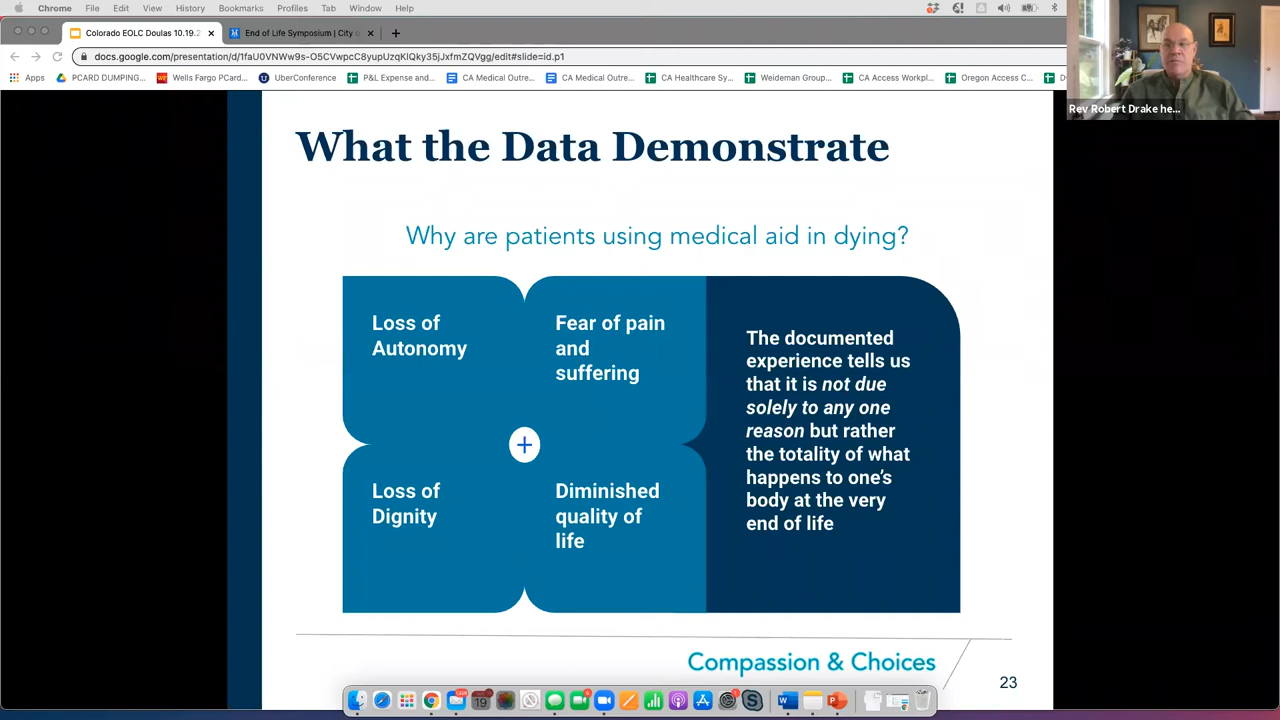 Chrome File Edit View History Bookmarks Profiles Tab Window Help
Colorado EOLC Doulas 10.19.2
End of Life Symposium | City o
docs.google.com/presentation/d/1faU0VNWw9s-O5CVwpcC8yupUzqKlQky35jJxfmZQVgg/edit#slide=id.p1
Apps PCARD DUMPING... Wells Fargo PCard... UberConference P&L Expense and... CA Medical Outre... CA Medical Outre... CA Healthcare Sy... Weideman Group... CA Access Workpl... Oregon Access C...
Rev Robert Drake he...
What the Data Demonstrate
Why are patients using medical aid in dying?
Loss of
Autonomy
Fear of pain
and
suffering
Loss of
Dignity
Diminished
quality of
life
The documented
experience tells us
that it is not due
solely to any one
reason but rather
the totality of what
happens to one's
body at the very
end of life
Compassion & Choices
23